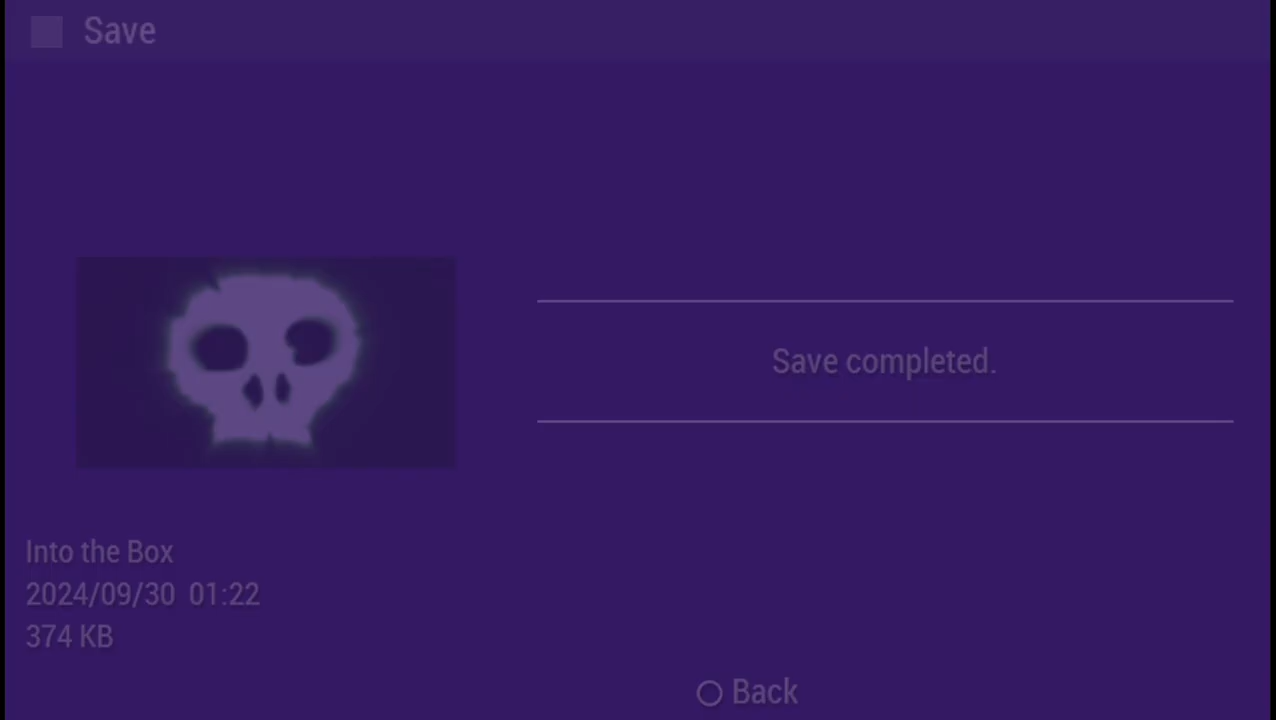 Save
Save completed.
Into the Box
2024/09/30 01:22
374 KB
Back